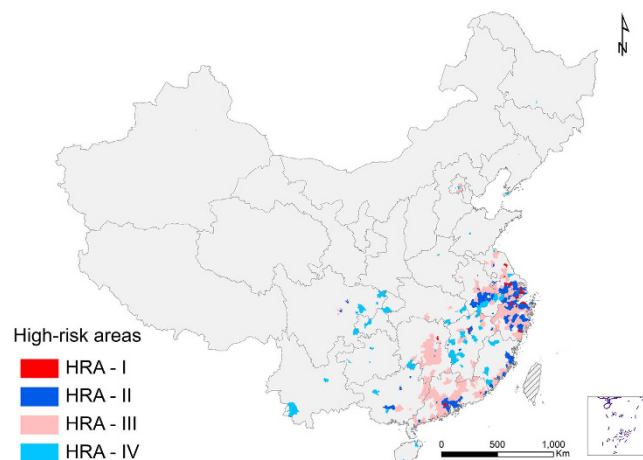 N
High-risk areas
HRA - I
HRA - II
HRA - III
HRA - IV
0 500 1,000
Km